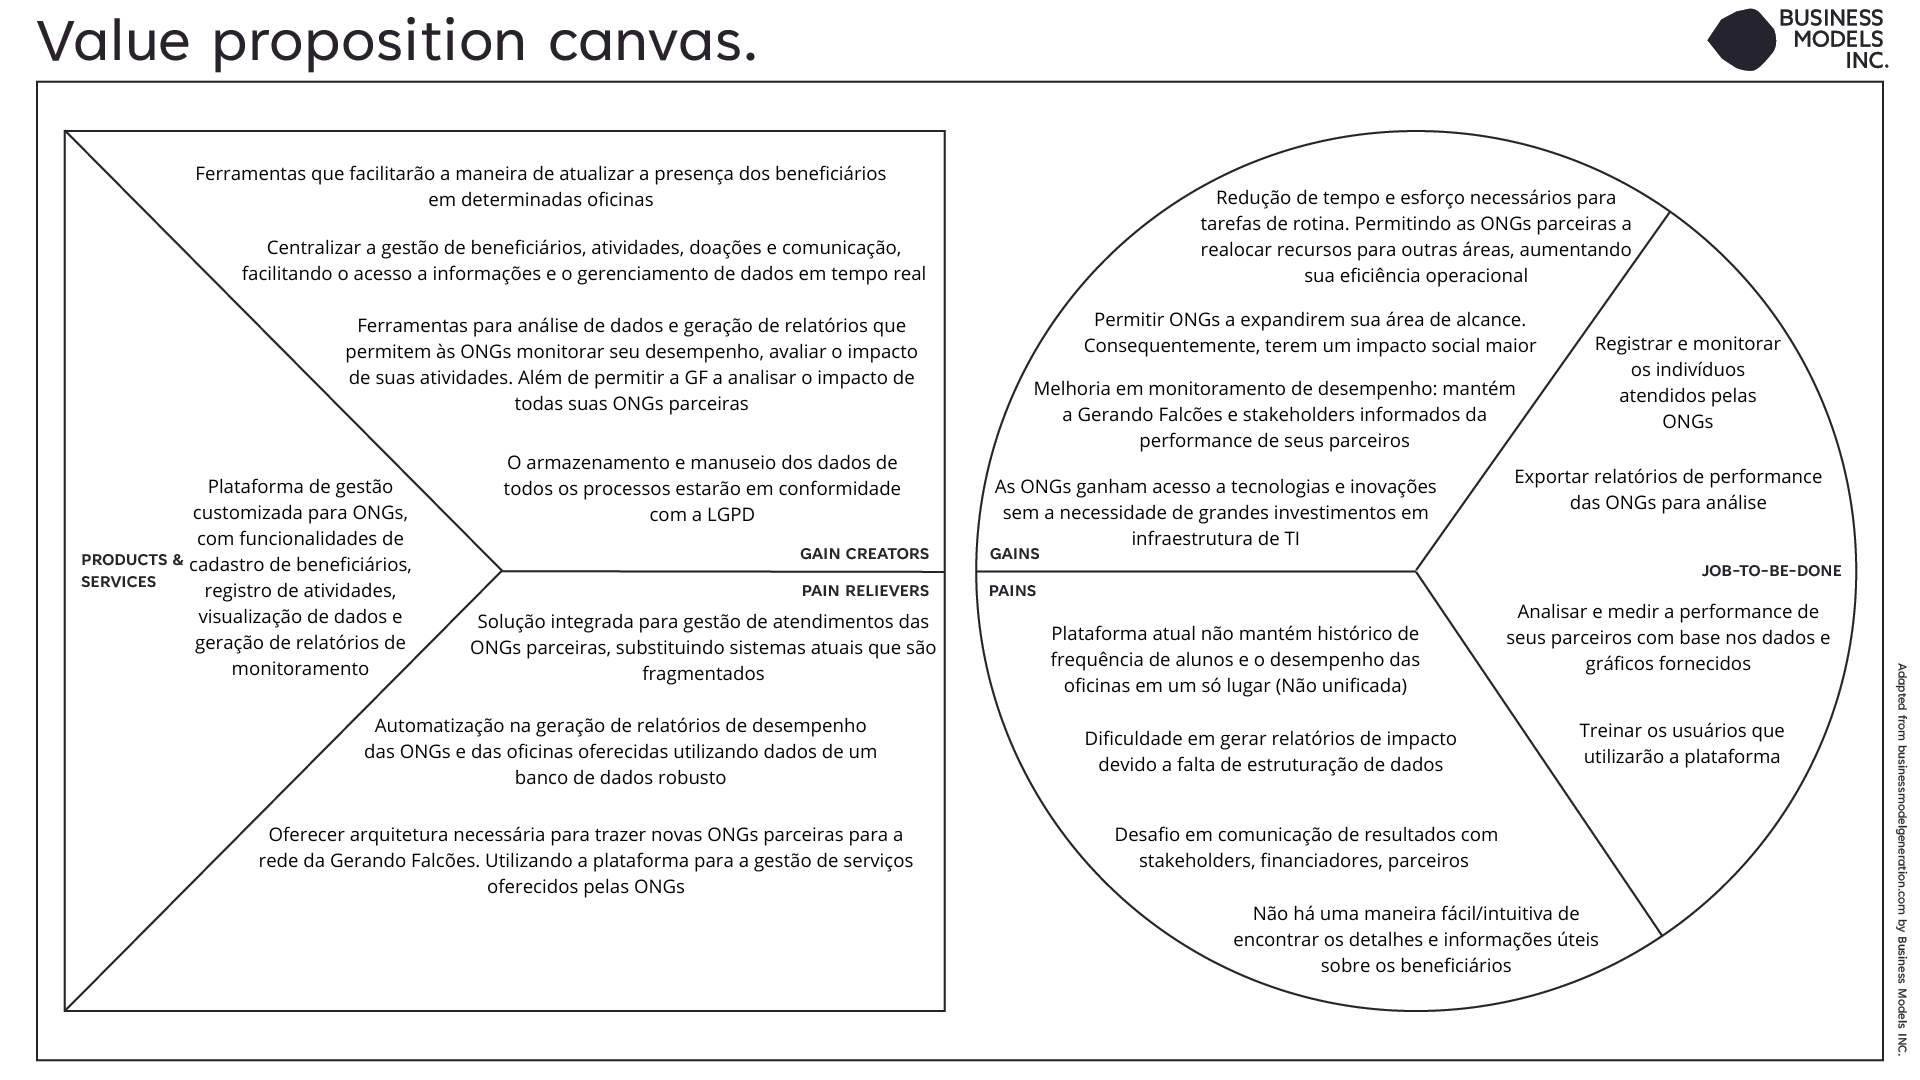 Value proposition canvas.
BUSINESS
MODELS
INC.
Ferramentas que facilitarão a maneira de atualizar a presença dos beneficiários
em determinadas oficinas
Centralizar a gestão de beneficiários, atividades, doações e comunicação,
facilitando o acesso a informações e o gerenciamento de dados em tempo real
Ferramentas para análise de dados e geração de relatórios que
permitem às ONGs monitorar seu desempenho, avaliar o impacto
de suas atividades. Além de permitir a GF a analisar o impacto de
todas suas ONGs parceiras
O armazenamento e manuseio dos dados de
todos os processos estarão em conformidade
com a LGPD
GAIN CREATORS
PRODUCTS &
SERVICES
Plataforma de gestão
customizada para ONGs,
com funcionalidades de
cadastro de beneficiários,
registro de atividades,
visualização de dados e
geração de relatórios de
monitoramento
PAIN RELIEVERS
Solução integrada para gestão de atendimentos das
ONGs parceiras, substituindo sistemas atuais que são
fragmentados
Automatização na geração de relatórios de desempenho
das ONGs e das oficinas oferecidas utilizando dados de um
banco de dados robusto
Oferecer arquitetura necessária para trazer novas ONGs parceiras para a
rede da Gerando Falcões. Utilizando a plataforma para a gestão de serviços
oferecidos pelas ONGs
Redução de tempo e esforço necessários para
tarefas de rotina. Permitindo as ONGs parceiras a
realocar recursos para outras áreas, aumentando
sua eficiência operacional
Permitir ONGs a expandirem sua área de alcance.
Consequentemente, terem um impacto social maior
Melhoria em monitoramento de desempenho: mantém
a Gerando Falcões e stakeholders informados da
performance de seus parceiros
As ONGs ganham acesso a tecnologias e inovações
sem a necessidade de grandes investimentos em
infraestrutura de TI
GAINS
PAINS
Plataforma atual não mantém histórico de
frequência de alunos e o desempenho das
oficinas em um só lugar (Não unificada)
Dificuldade em gerar relatórios de impacto
devido a falta de estruturação de dados
Desafio em comunicação de resultados com
stakeholders, financiadores, parceiros
Não há uma maneira fácil/intuitiva de
encontrar os detalhes e informações úteis
sobre os beneficiários
Registrar e monitorar
os indivíduos
atendidos pelas
ONGs
Exportar relatórios de performance
das ONGs para análise
JOB-TO-BE-DONE
Analisar e medir a performance de
seus parceiros com base nos dados e
gráficos fornecidos
Treinar os usuários que
utilizarão a plataforma
Adapted from businessmodelgeneration.com by Business Models INC.